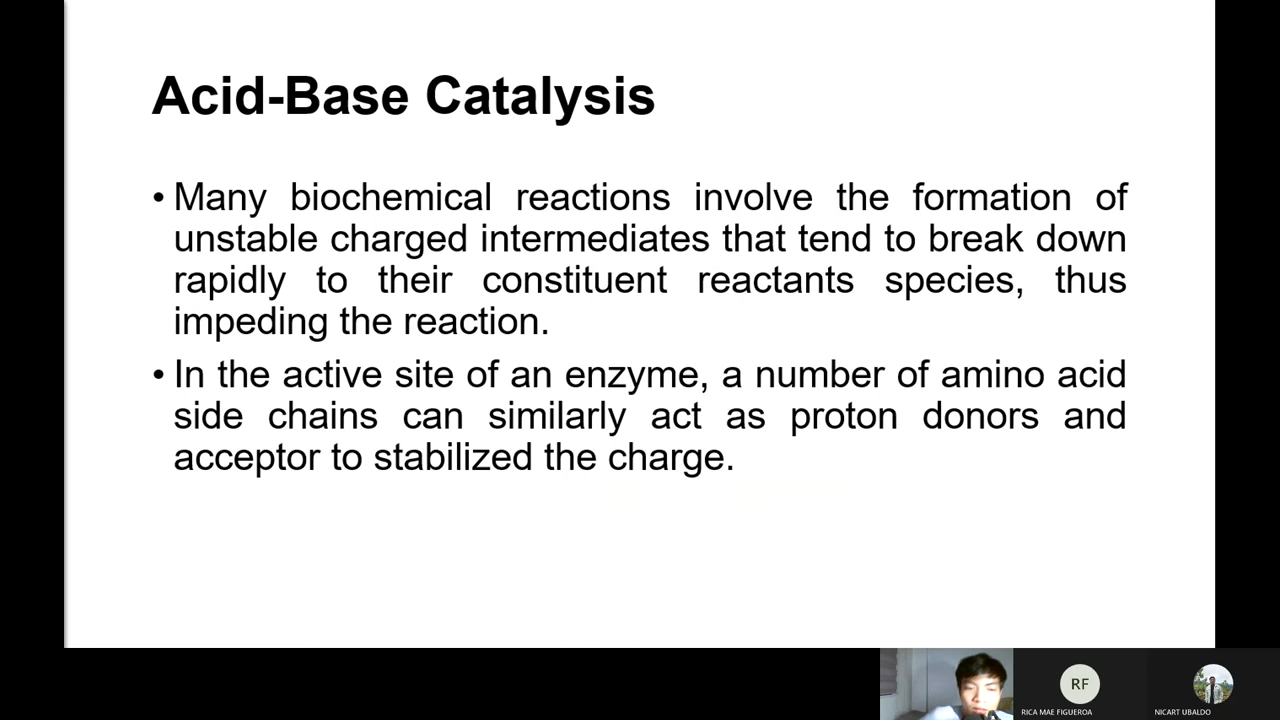 Acid-Base Catalysis
• Many biochemical reactions involve the formation of
unstable charged intermediates that tend to break down
rapidly to their constituent reactants species, thus
impeding the reaction.
• In the active site of an enzyme, a number of amino acid
side chains can similarly act as proton donors and
acceptor to stabilized the charge.
RF
RICA MAE FIGUEROA
NICART UBALDO